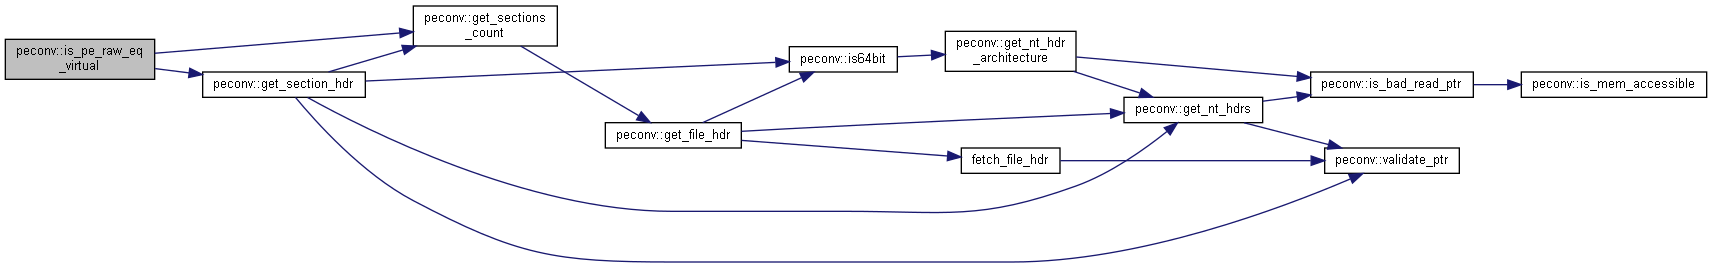 peconv::is_pe_raw_eq
_virtual
peconv::get_sections
_count
peconv::get_section_hdr
peconv::get_file_hdr
peconv::is64bit
peconv::get_nt_hdr
_architecture
peconv::get_nt_hdrs
fetch_file_hdr
peconv::is_bad_read_ptr
peconv::validate_ptr
peconv::is_mem_accessible